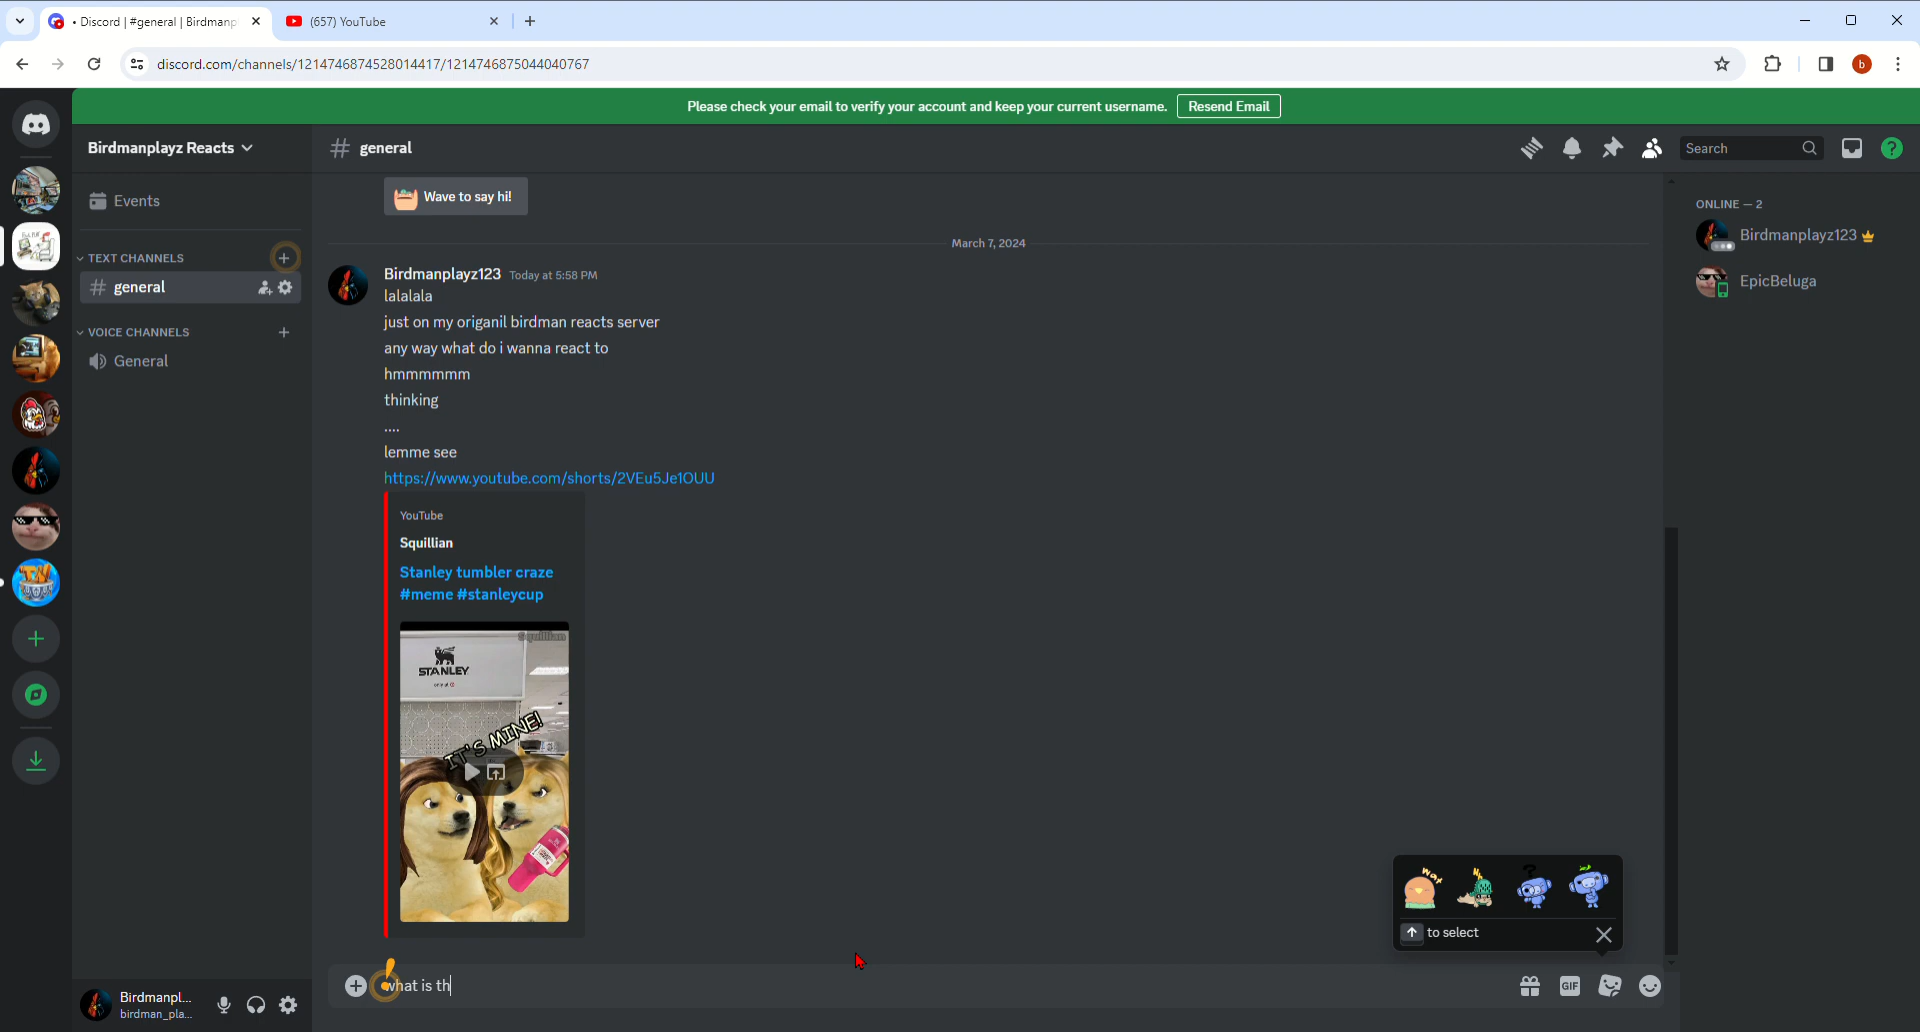 • Discord | #general | Birdmanp
(657) YouTube
discord.com/channels/1214746874528014417/1214746875044040767
b
Please check your email to verify your account and keep your current username.
Resend Email
Birdmanplayz Reacts
general
Search
Wave to say hi!
Events
TEXT CHANNELS
general
VOICE CHANNELS
General
March 7, 2024
Birdmanplayz123 Today at 5:58 PM
lalalala
just on my origanil birdman reacts server
any way what do i wanna react to
hmmmmmm
thinking
....
lemme see
https://www.youtube.com/shorts/2VEu5Je1OUU
YouTube
Squillian
Stanley tumbler craze
#meme #stanleycup
STANLEY
IT'S MINE!
ONLINE — 2
Birdmanplayz123
EpicBeluga
to select
what is th
GIF
Birdmanpl...
birdman_pla...